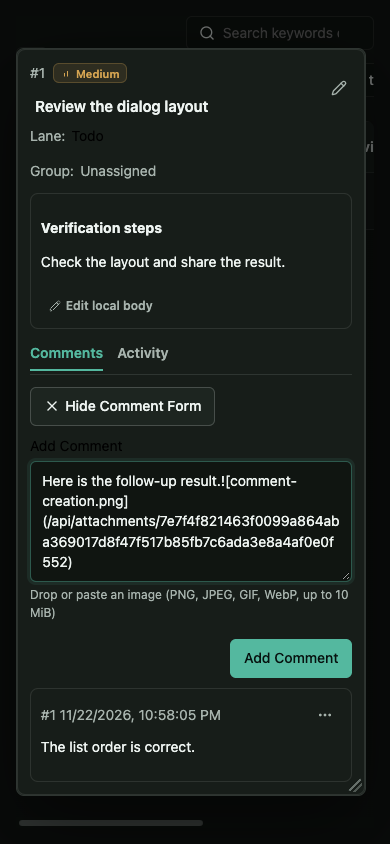 Search keywords
#1 Medium
t
Review the dialog layout
Lane: Todo
vi
Group: Unassigned
Verification steps
Check the layout and share the result.
Edit local body
Comments Activity
Hide Comment Form
Add Comment
Here is the follow-up result.![comment-
creation.png]
(/api/attachments/7e7f4f821463f0099a864ab
a369017d8f47f517b85fb7c6ada3e8a4af0e0f
552)
Drop or paste an image (PNG, JPEG, GIF, WebP, up to 10
MiB)
Add Comment
#1 11/22/2026, 10:58:05 PM
The list order is correct.